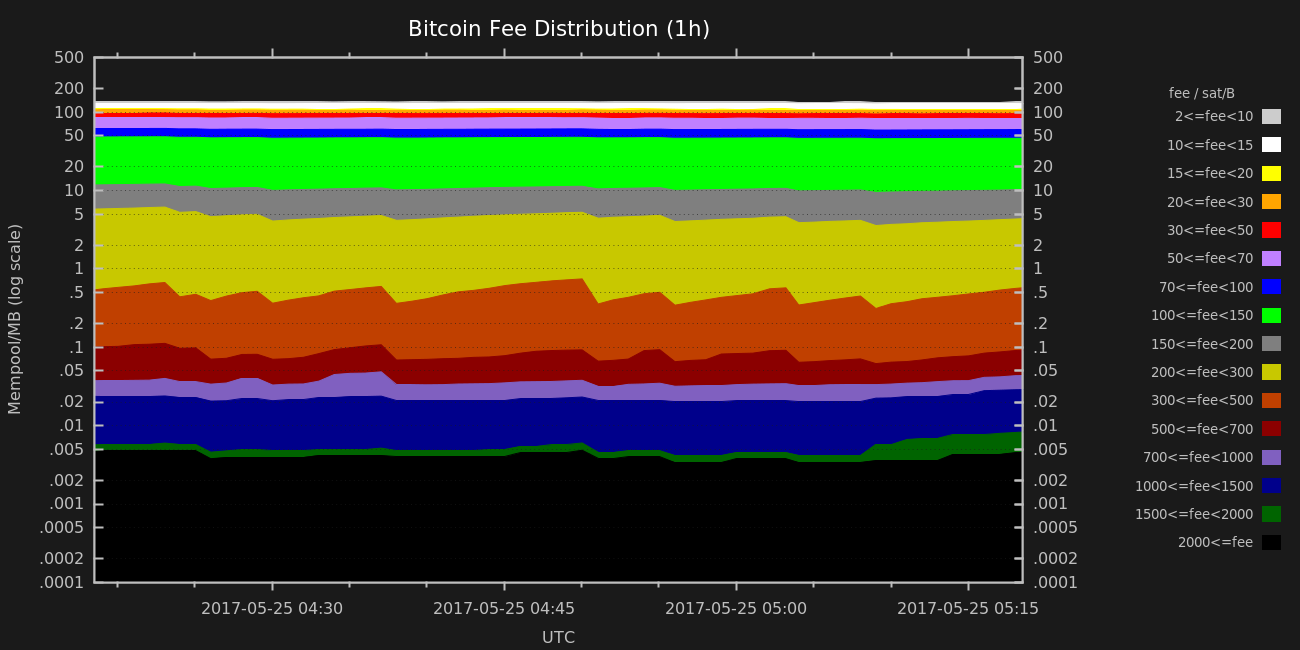 Bitcoin Fee Distribution (1h)
500 500
200 200
100 100
50 50
20 20
10 10
5 5
2 2
1 1
.5 .5
.2 .2
.1 .1
.05 .05
.02 .02
.01 .01
.005 .005
.002 .002
.001 .001
.0005 .0005
.0002 .0002
.0001 .0001
Mempool/MB (log scale)
2017-05-25 04:30 2017-05-25 04:45 2017-05-25 05:00 2017-05-25 05:15
UTC
fee / sat/B
2<=fee<10
10<=fee<15
15<=fee<20
20<=fee<30
30<=fee<50
50<=fee<70
70<=fee<100
100<=fee<150
150<=fee<200
200<=fee<300
300<=fee<500
500<=fee<700
700<=fee<1000
1000<=fee<1500
1500<=fee<2000
2000<=fee